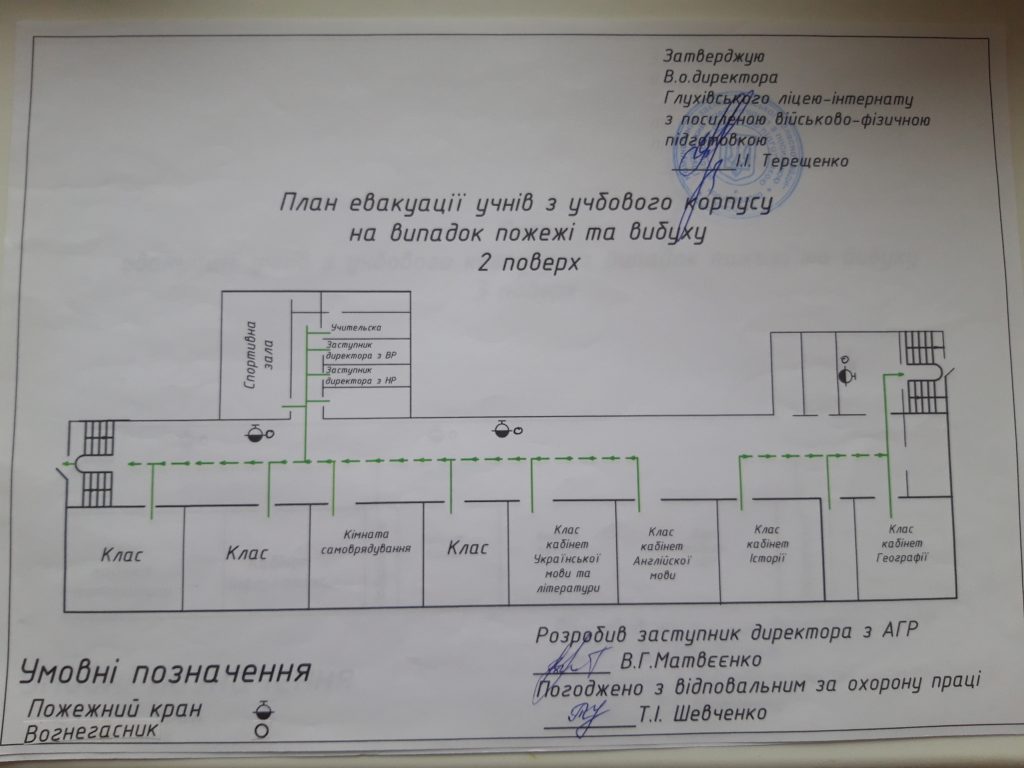 Затверджую
В.о.директора
Глухівського ліцею-інтернату
з посиленою військово-фізичною
підготовкою
І.І. Терещенко
План евакуації учнів з учбового корпусу
на випадок пожежі та вибуху
2 поверх
Спортивна
зала
Учительска
Заступник
директора з ВР
Заступник
директора з НР
Клас
Клас
Кімната
самоврядування
Клас
Клас
кабінет
Української
мови та
літератури
Клас
кабінет
Англійскої
мови
Клас
кабінет
Історії
Клас
кабінет
Географії
Розробив заступник директора з АГР
В.Г.Матвєєнко
Погоджено з відповальним за охорону праці
Т.І. Шевченко
Умовні позначення
Пожежний кран
Вогнегасник